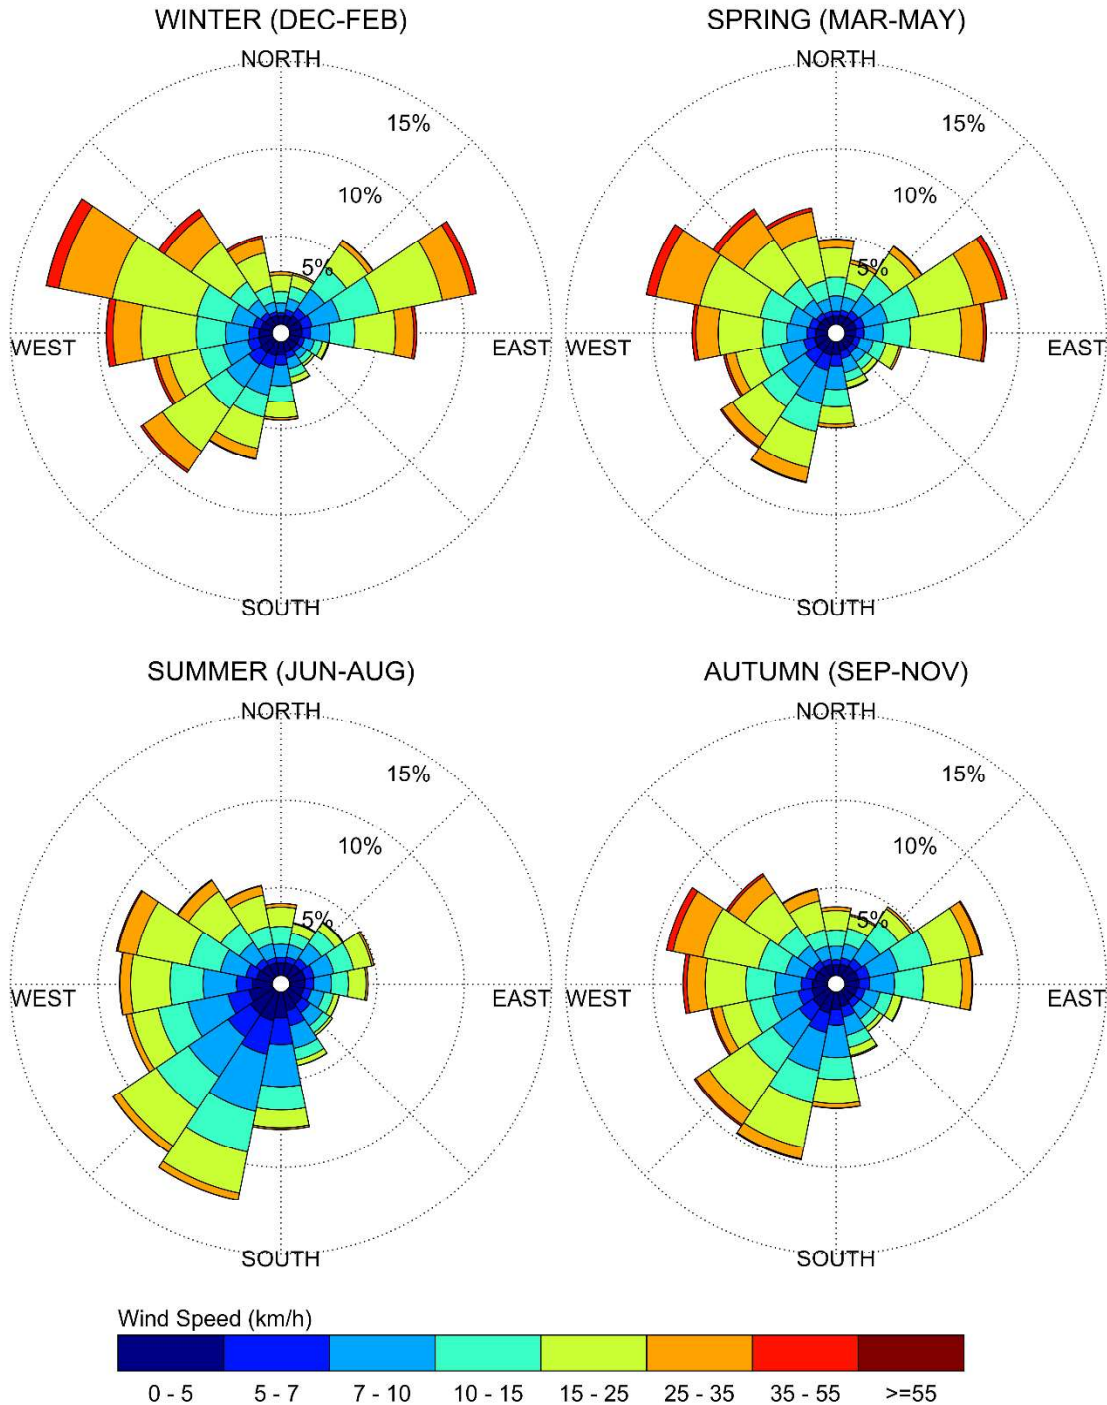 WINTER (DEC-FEB)
NORTH
15%
10%
5%
WEST
EAST
SOUTH
SPRING (MAR-MAY)
NORTH
15%
10%
5%
WEST
EAST
SOUTH
SUMMER (JUN-AUG)
NORTH
15%
10%
5%
WEST
EAST
SOUTH
AUTUMN (SEP-NOV)
NORTH
15%
10%
5%
WEST
EAST
SOUTH
Wind Speed (km/h)
0 - 5 5 - 7 7 - 10 10 - 15 15 - 25 25 - 35 35 - 55 >=55